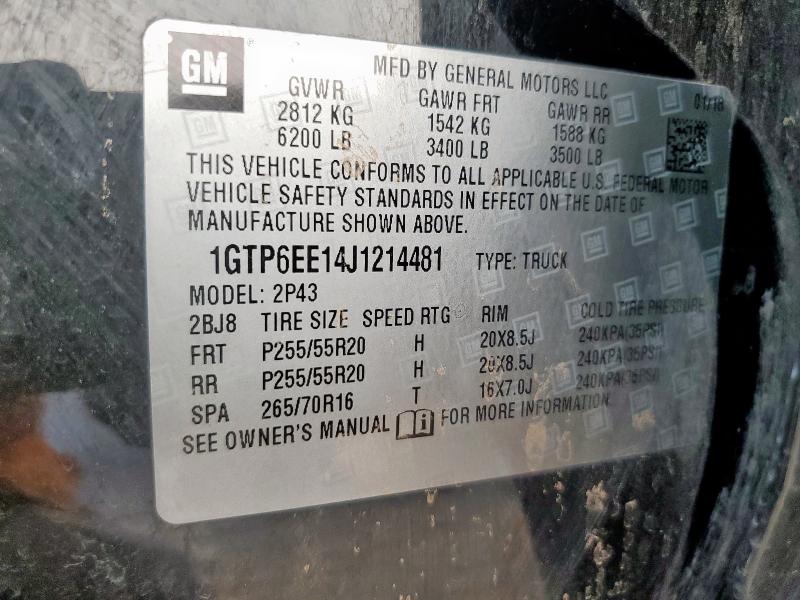 GM
MFD BY GENERAL MOTORS LLC
01/18
GVWR GAWR FRT GAWR RR
2812 KG 1542 KG 1588 KG
6200 LB 3400 LB 3500 LB
THIS VEHICLE CONFORMS TO ALL APPLICABLE U.S. FEDERAL MOTOR
VEHICLE SAFETY STANDARDS IN EFFECT ON THE DATE OF
MANUFACTURE SHOWN ABOVE.
1GTP6EE14J1214481 TYPE: TRUCK
MODEL: 2P43
2BJ8 TIRE SIZE SPEED RTG RIM COLD TIRE PRESSURE
FRT P255/55R20 H 20X8.5J 240KPA(35PSI)
RR P255/55R20 H 20X8.5J 240KPA(35PSI)
SPA 265/70R16 T 16X7.0J 240KPA(35PSI)
SEE OWNER'S MANUAL FOR MORE INFORMATION.